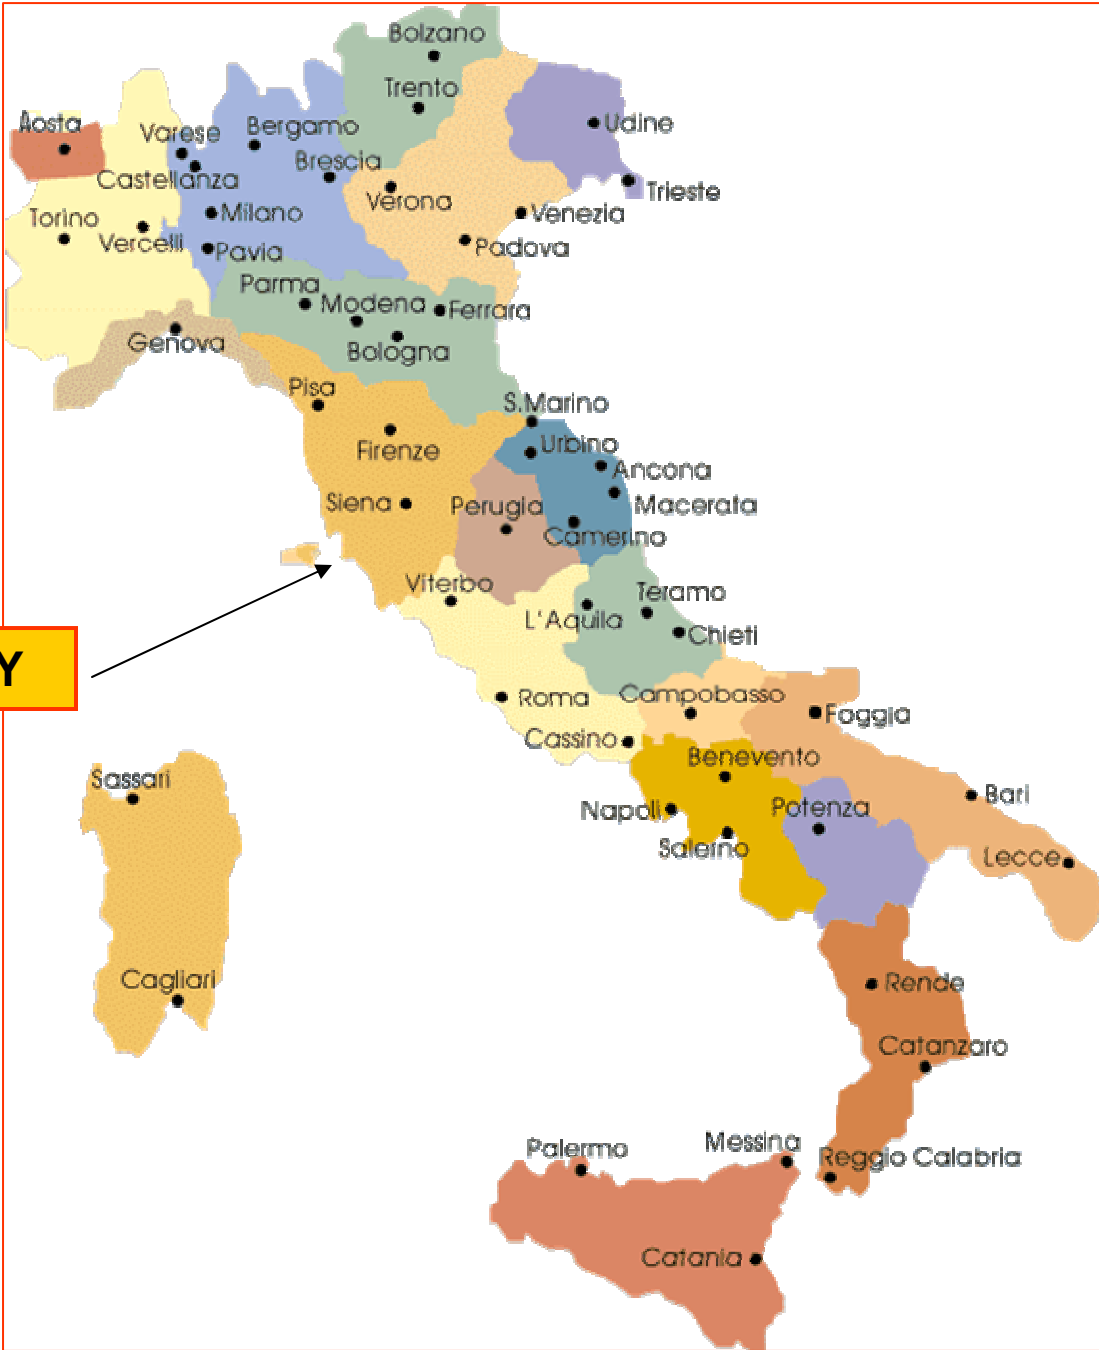 Bolzano
Trento
Aosta
Varese
Bergamo
Udine
Brescia
Castellanza
Verona
Trieste
Torino
Milano
Venezia
Vercelli
Pavia
Padova
Parma
Modena
Ferrara
Genova
Bologna
Pisa
S.Marino
Firenze
Urbino
Ancona
Siena
Perugia
Macerata
Camerino
Viterbo
Teramo
L'Aquila
Chieti
Y
Roma
Campobasso
Foggia
Cassino
Benevento
Sassari
Napoli
Potenza
Bari
Salerno
Lecce
Cagliari
Rende
Catanzaro
Palermo
Messina
Reggio Calabria
Catania